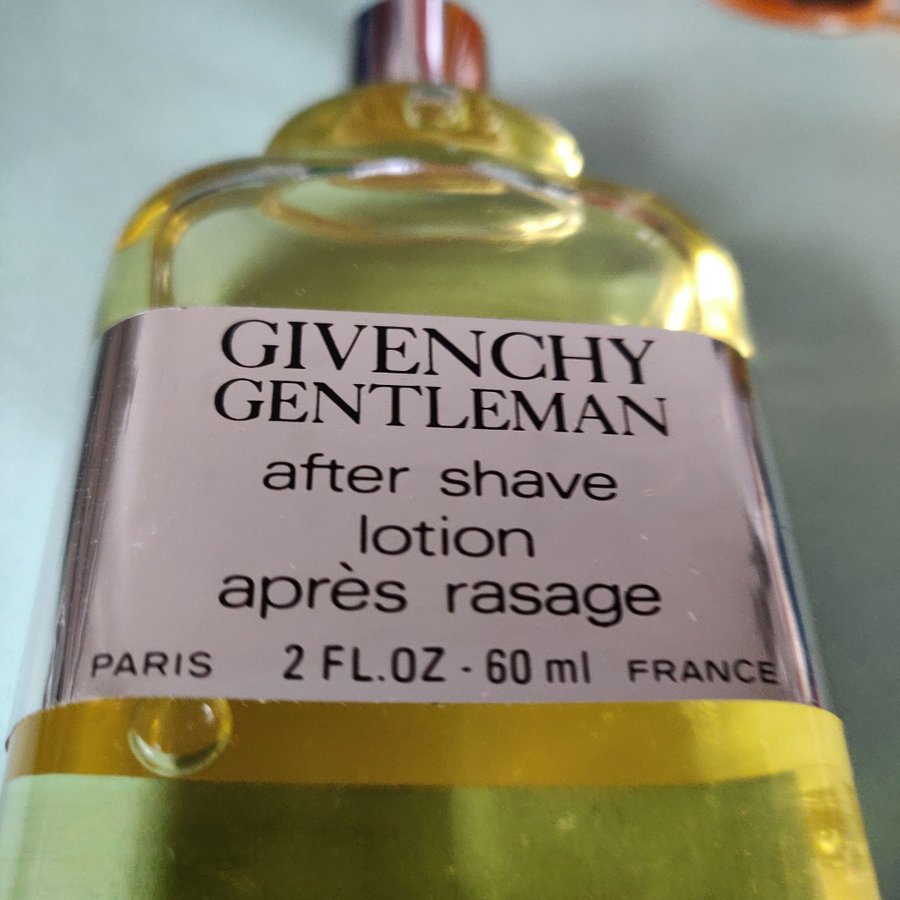 GIVENCHY
GENTLEMAN
after shave
lotion
après rasage
PARIS 2 FL.OZ - 60 ml FRANCE